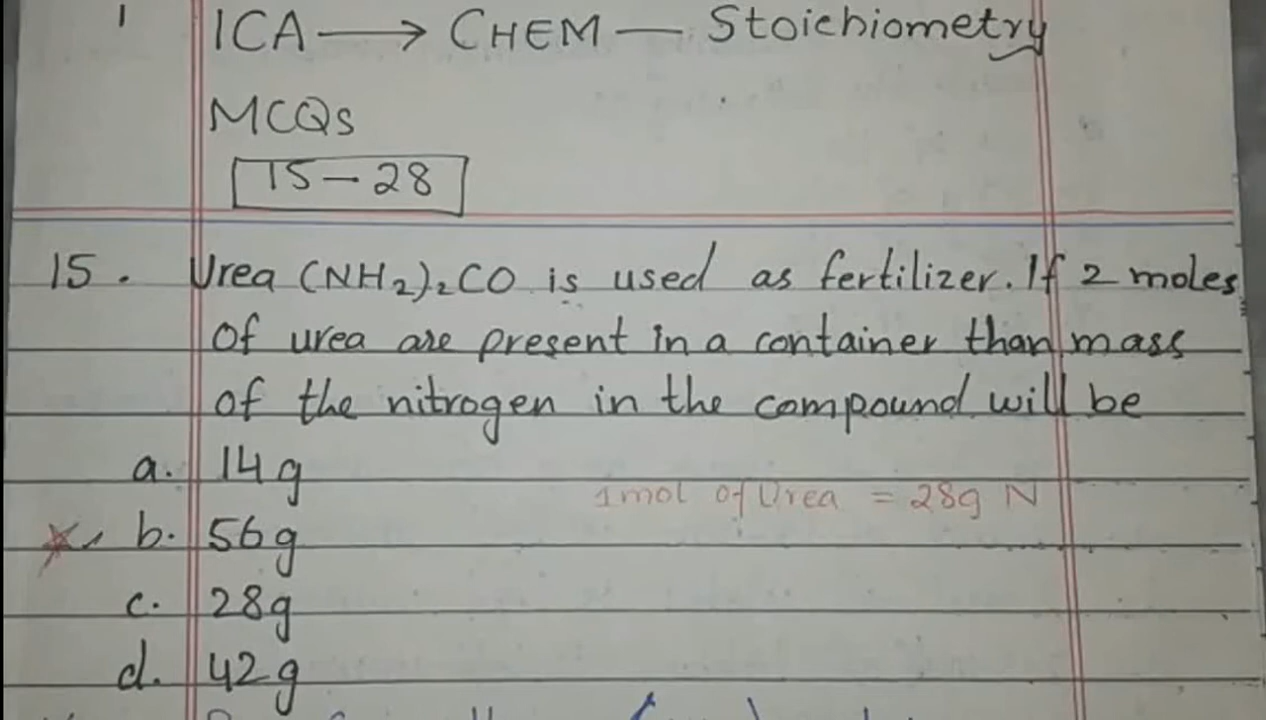 1
ICA → CHEM — Stoichiometry
MCQs
15 – 28
15. Urea (NH₂)₂CO is used as fertilizer. If 2 moles
of urea are present in a container than mass
of the nitrogen in the compound will be
a. 14g
1mol of Urea = 28g N
b. 56g
c. 28g
d. 42g